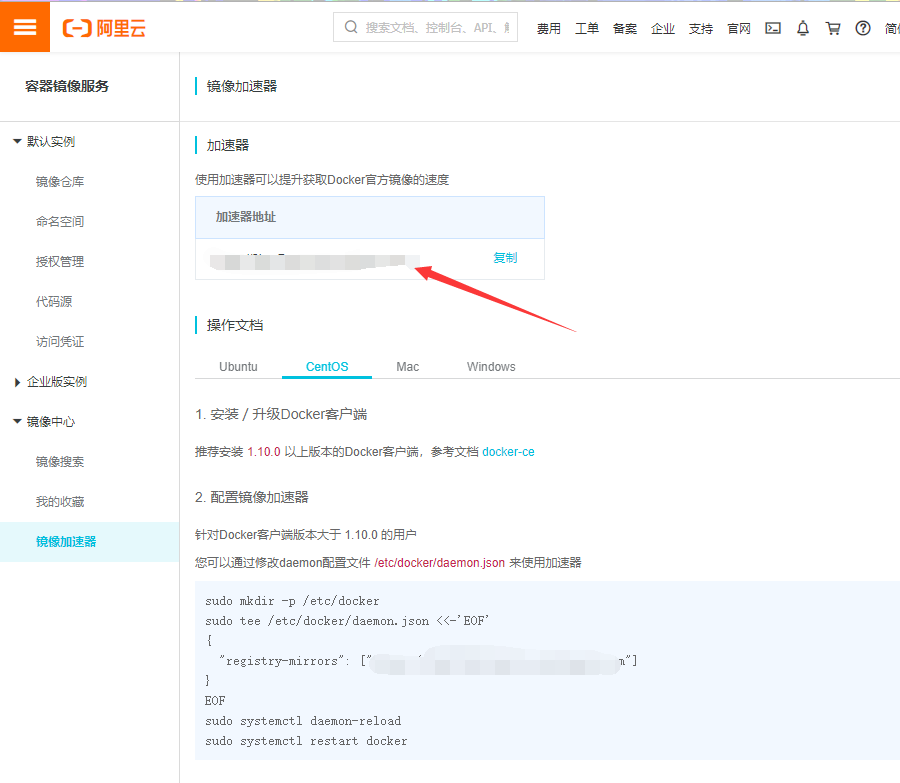 阿里云
搜索文档、控制台、API、
费用 工单 备案 企业 支持 官网
容器镜像服务
默认实例
镜像仓库
命名空间
授权管理
代码源
访问凭证
企业版实例
镜像中心
镜像搜索
我的收藏
镜像加速器
镜像加速器
加速器
使用加速器可以提升获取Docker官方镜像的速度
加速器地址
复制
操作文档
Ubuntu CentOS Mac Windows
1. 安装 / 升级Docker客户端
推荐安装 1.10.0 以上版本的Docker客户端，参考文档 docker-ce
2. 配置镜像加速器
针对Docker客户端版本大于 1.10.0 的用户
您可以通过修改daemon配置文件 /etc/docker/daemon.json 来使用加速器
sudo mkdir -p /etc/docker
sudo tee /etc/docker/daemon.json <<-'EOF'
{
"registry-mirrors": ["m"]
}
EOF
sudo systemctl daemon-reload
sudo systemctl restart docker